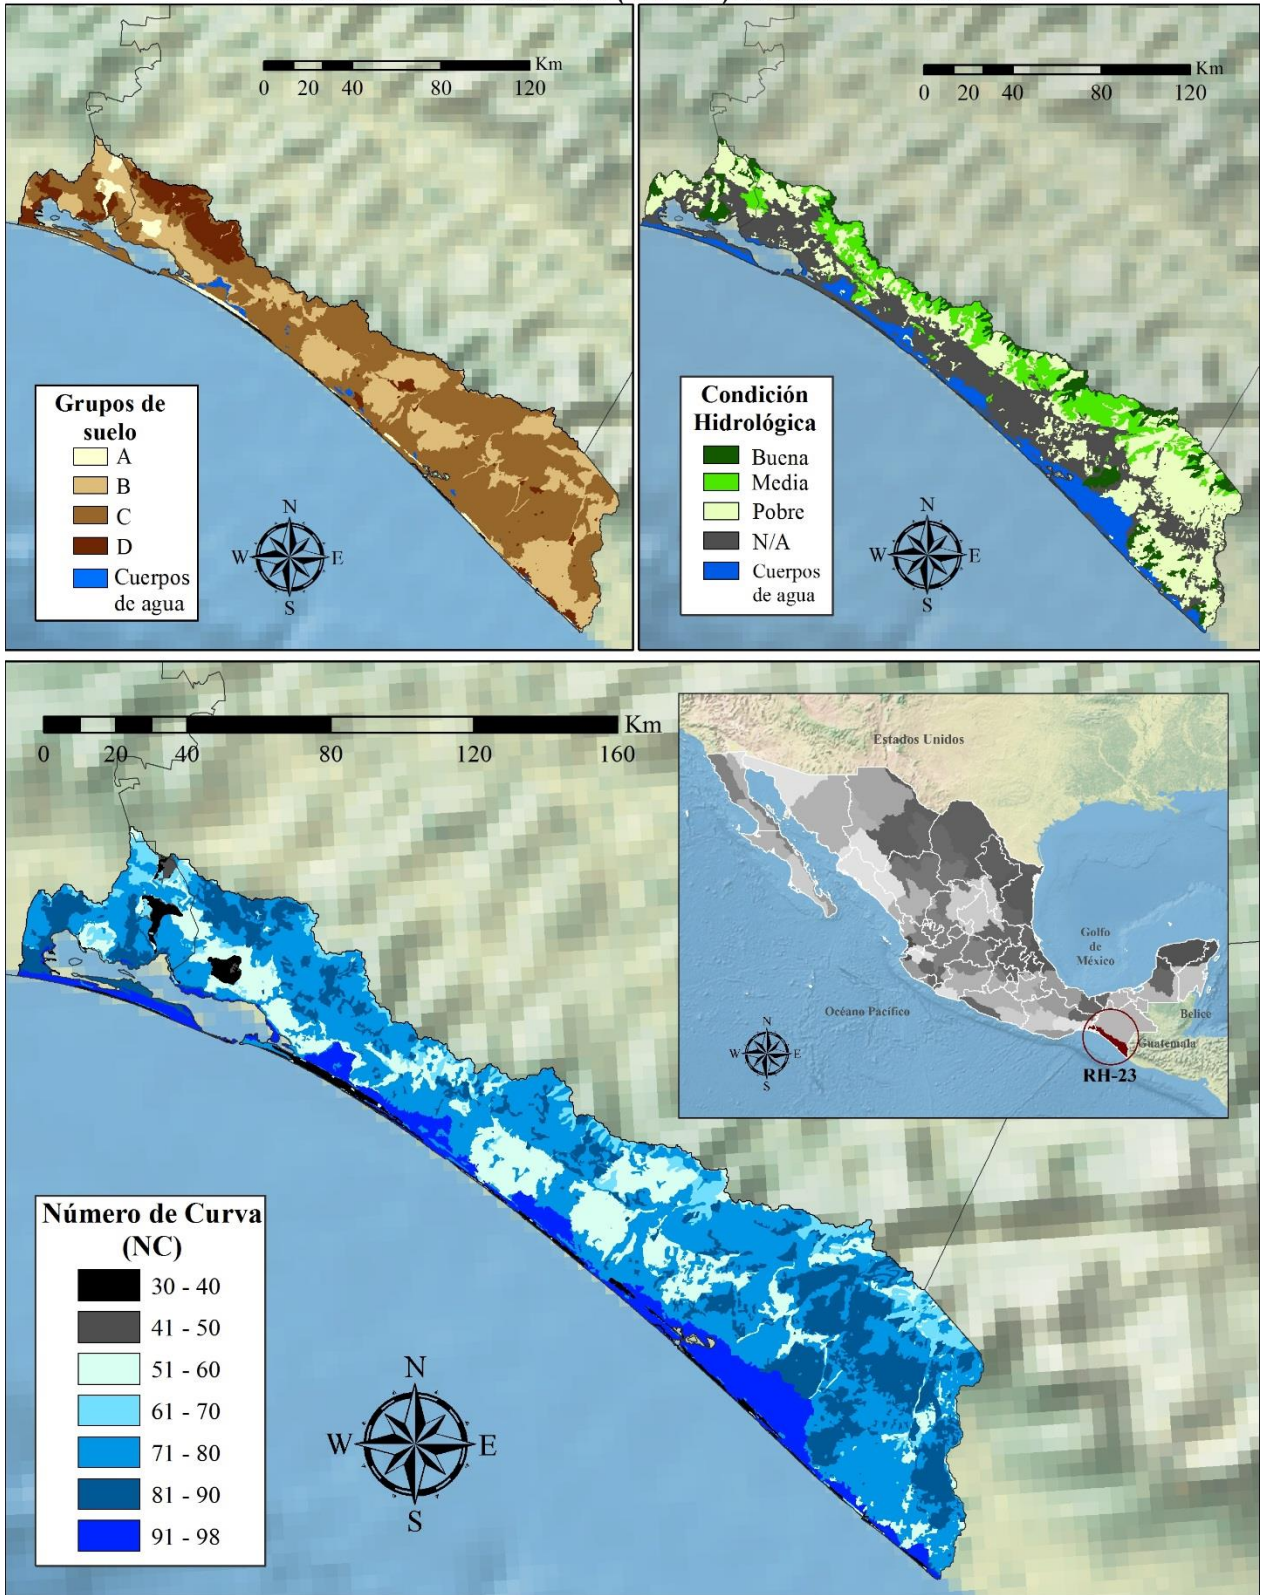 Km
0 20 40 80 120
Grupos de
suelo
A
B
C
D
Cuerpos
de agua
N
W E
S
Km
0 20 40 80 120
Condición
Hidrológica
Buena
Media
Pobre
N/A
Cuerpos
de agua
N
W E
S
Km
0 20 40 80 120 160
Número de Curva
(NC)
30 - 40
41 - 50
51 - 60
61 - 70
71 - 80
81 - 90
91 - 98
N
W E
S
Estados Unidos
Golfo
de
México
Océano Pacífico
Belice
Guatemala
RH-23
N
W E
S